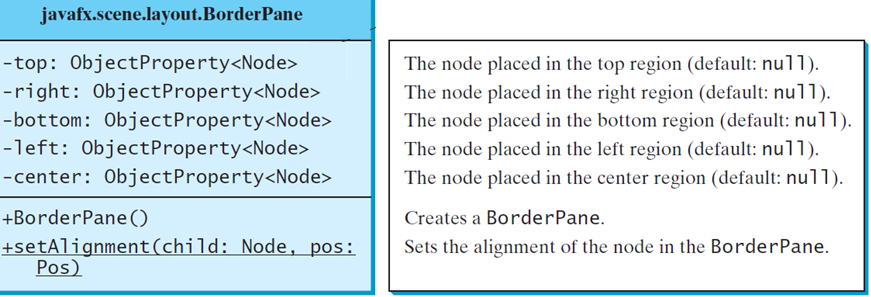 javafx.scene.layout.BorderPane
-top: ObjectProperty<Node>
-right: ObjectProperty<Node>
-bottom: ObjectProperty<Node>
-left: ObjectProperty<Node>
-center: ObjectProperty<Node>
+BorderPane()
+setAlignment(child: Node, pos:
Pos)
The node placed in the top region (default: null).
The node placed in the right region (default: null).
The node placed in the bottom region (default: null).
The node placed in the left region (default: null).
The node placed in the center region (default: null).
Creates a BorderPane.
Sets the alignment of the node in the BorderPane.